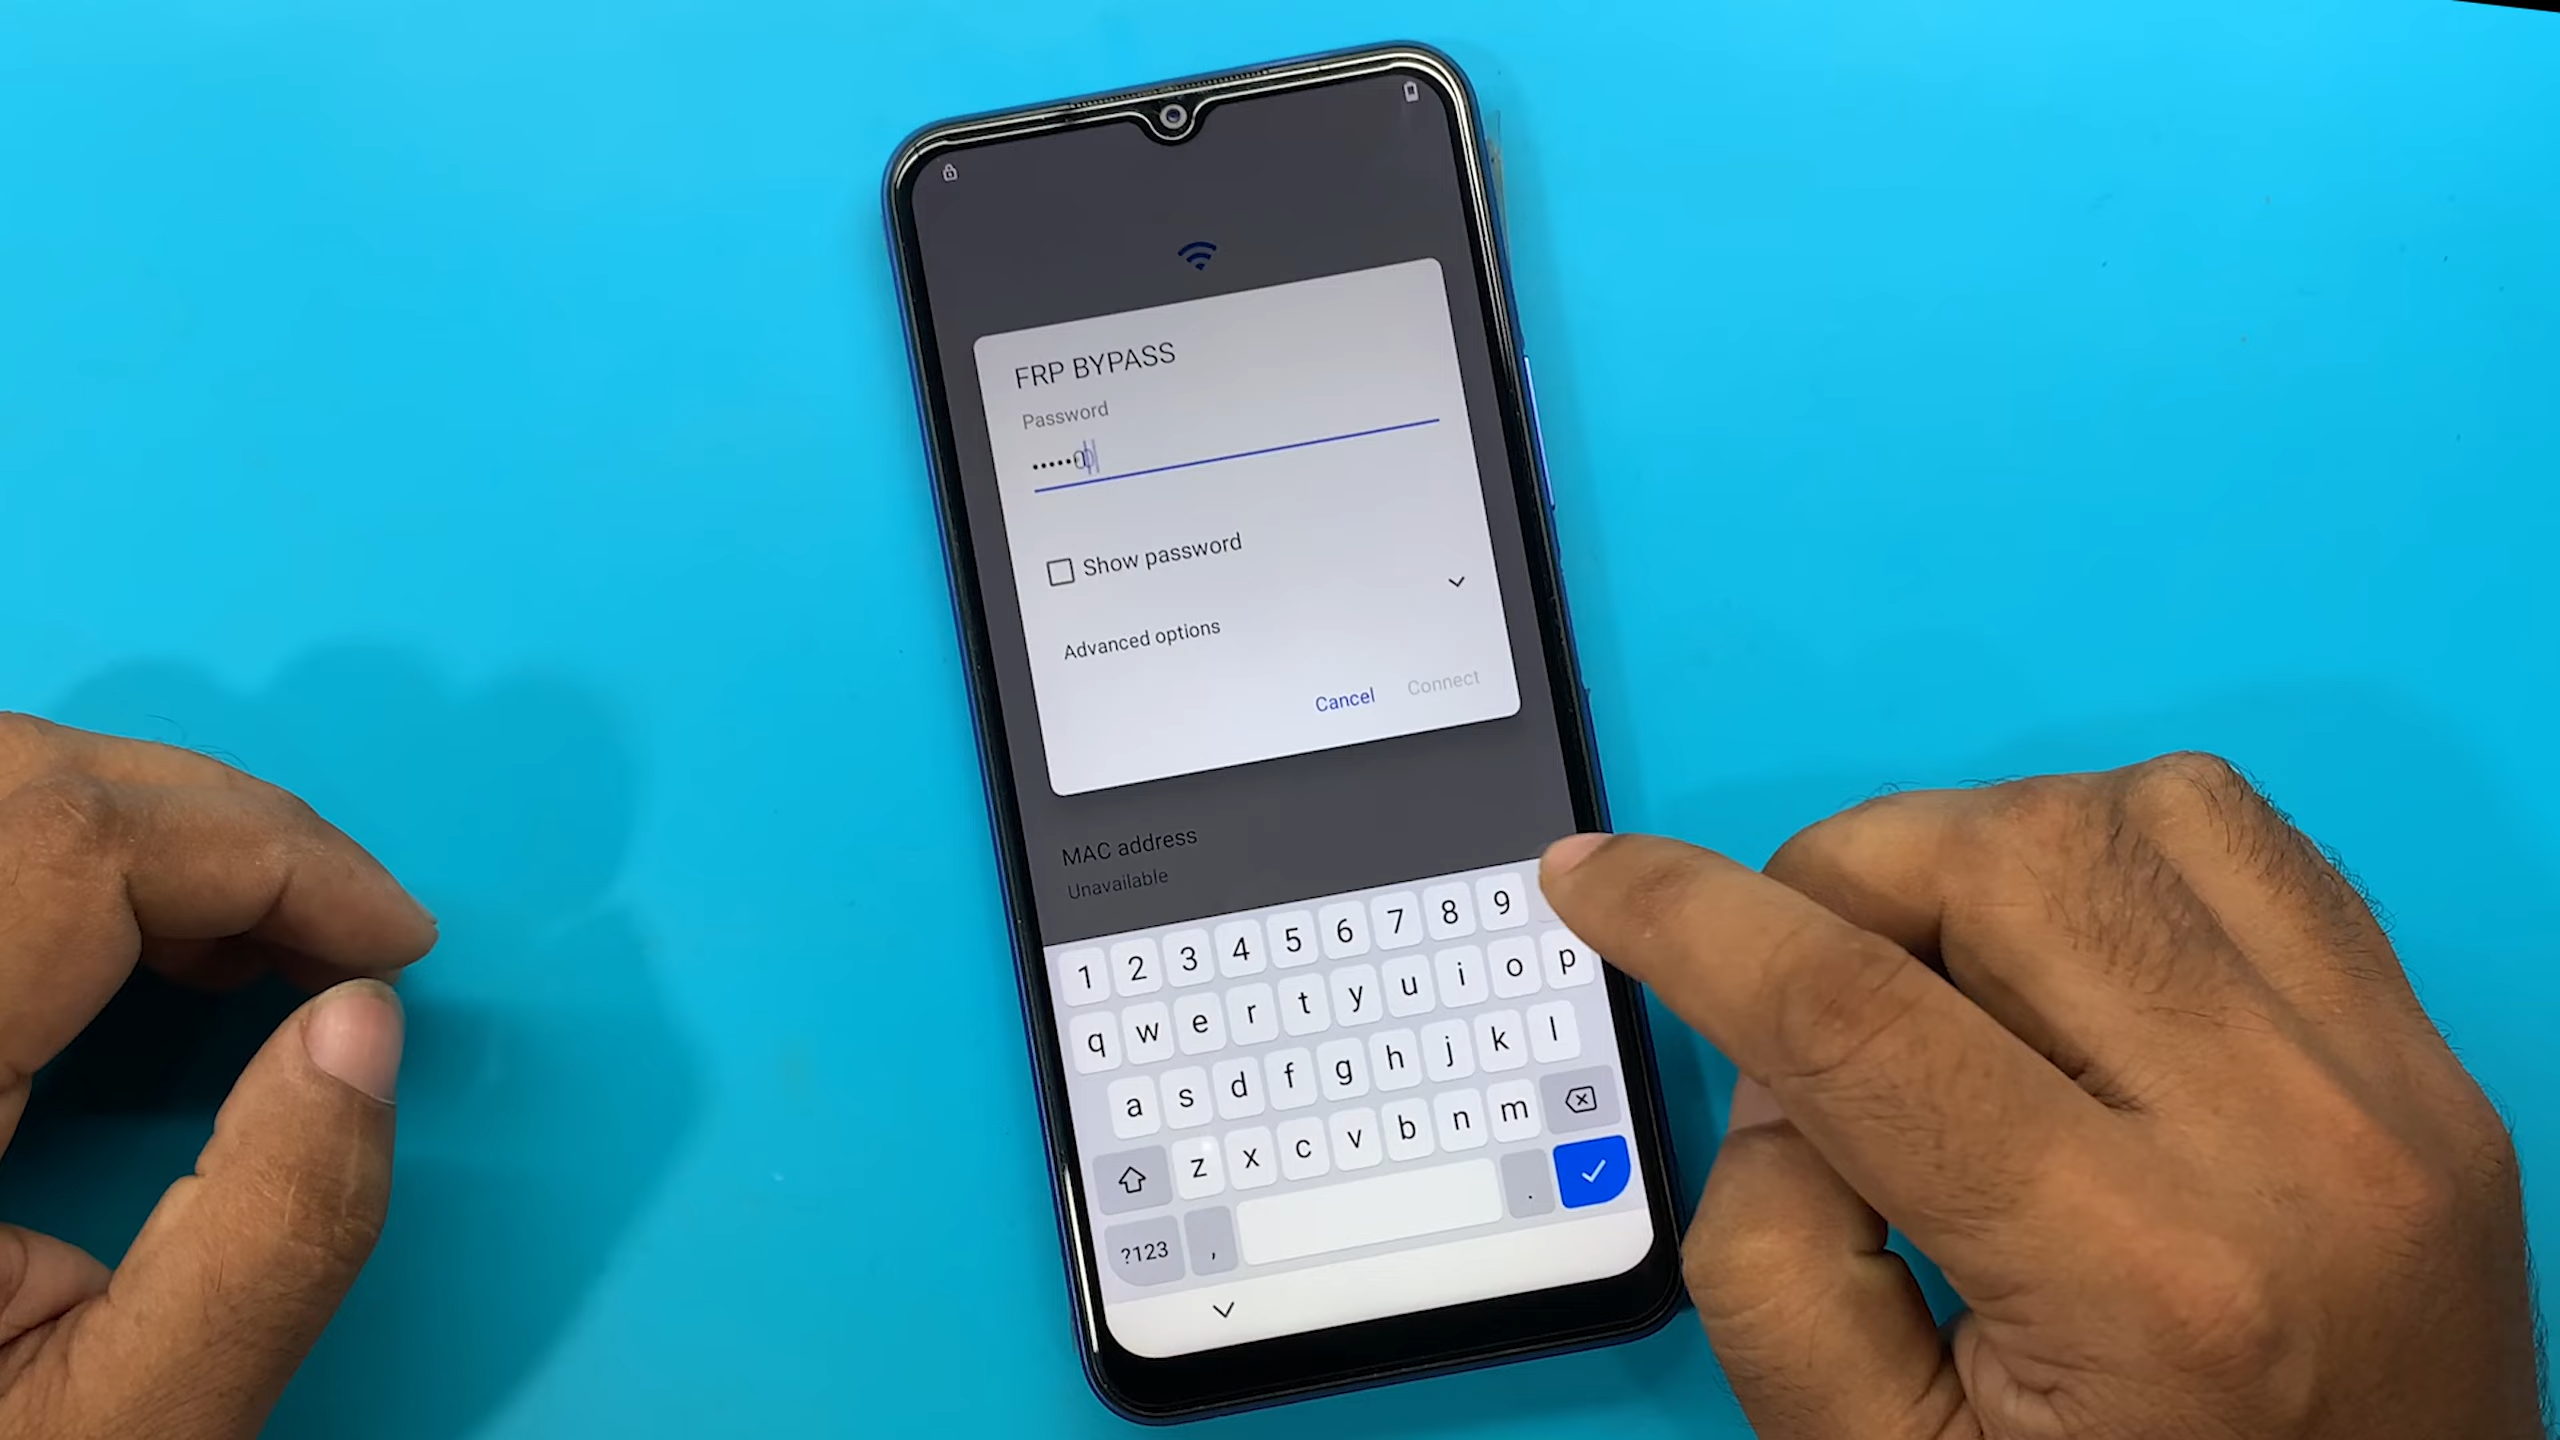 FRP BYPASS
Password
•••••0
Show password
Advanced options
Cancel Connect
MAC address
Unavailable
1 2 3 4 5 6 7 8 9
q w e r t y u i o p
a s d f g h j k l
z x c v b n m
?123 , .